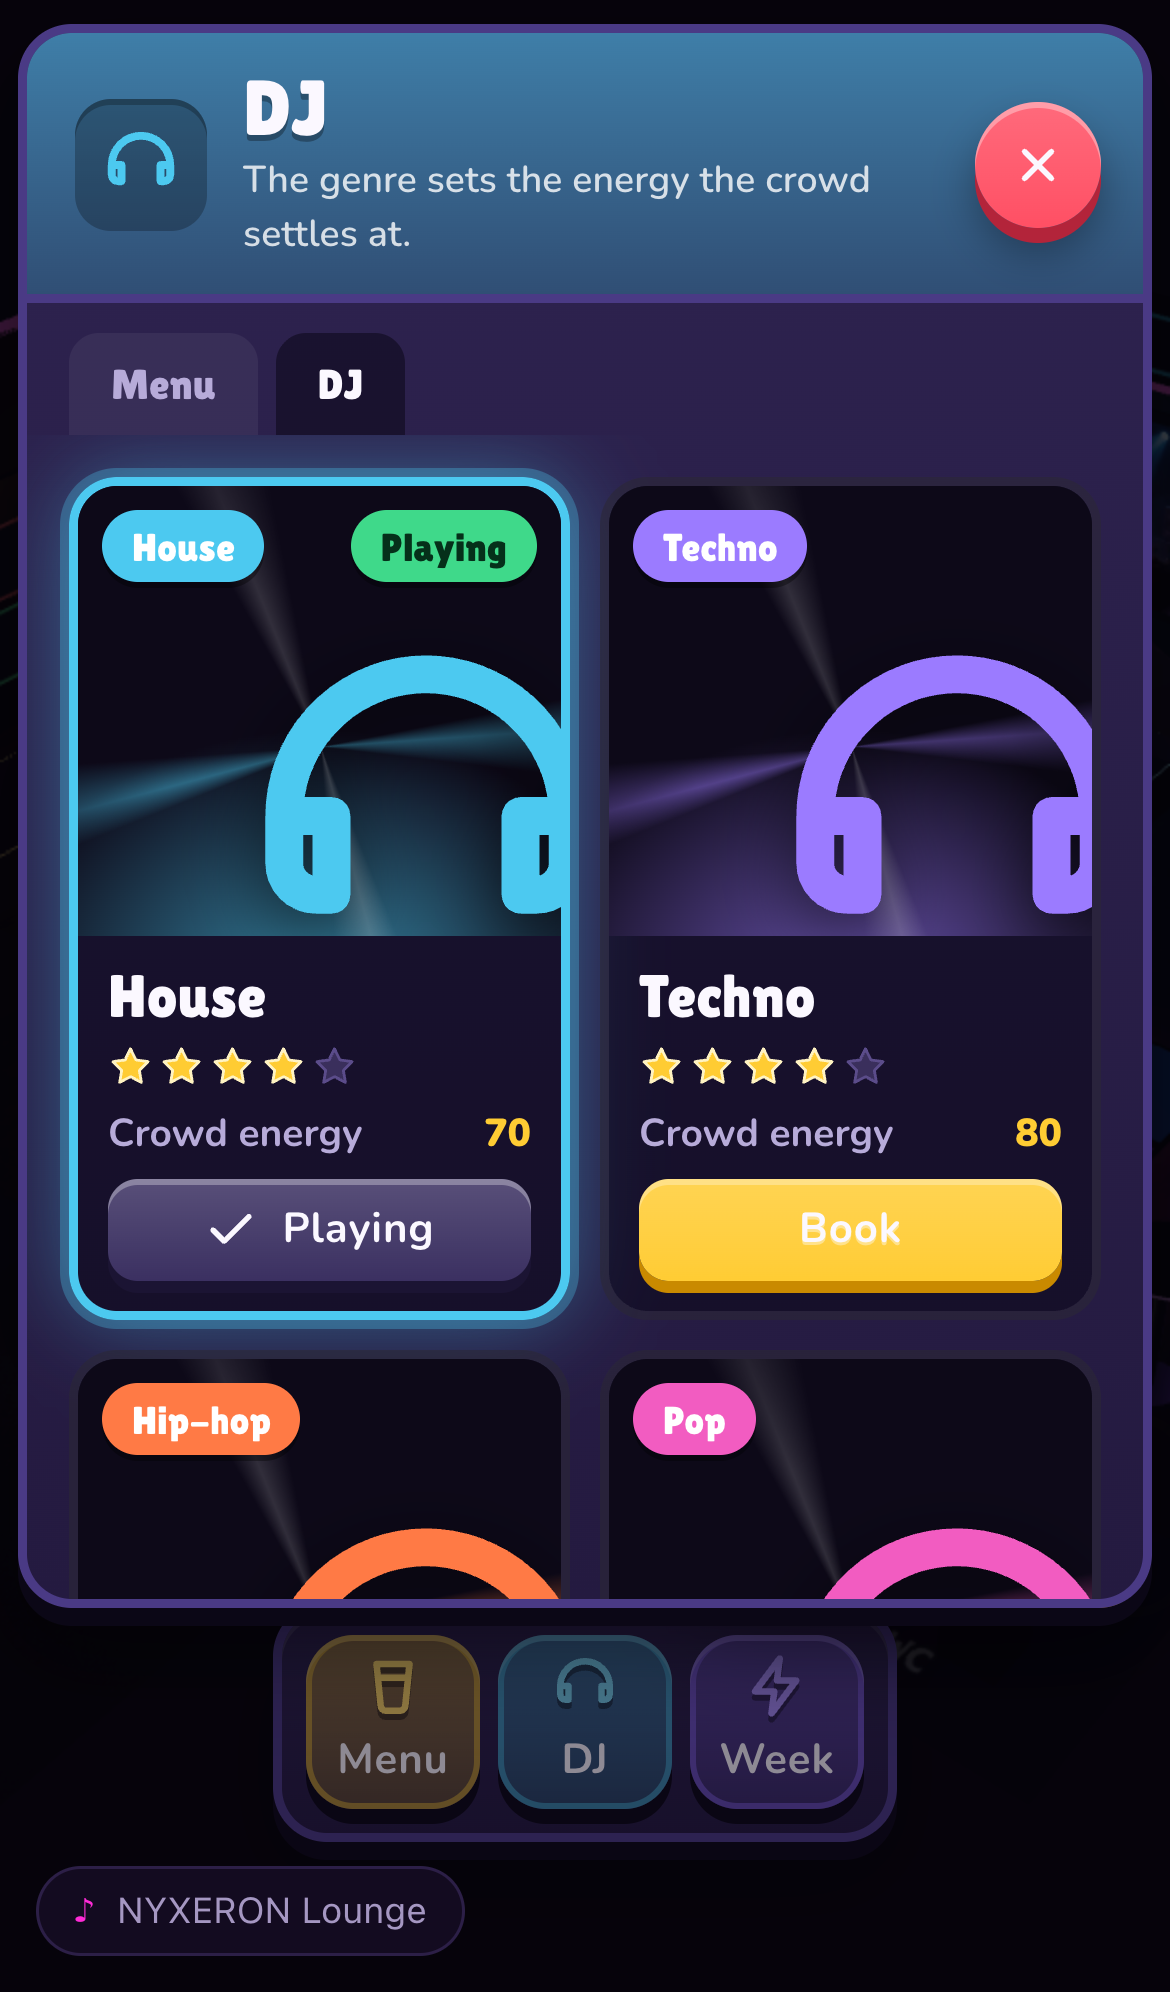 DJ
The genre sets the energy the crowd
settles at.
Menu
DJ
House
Playing
Techno
House
Techno
Crowd energy
70
Crowd energy
80
Playing
Book
Hip-hop
Pop
Menu
DJ
Week
NYXERON Lounge